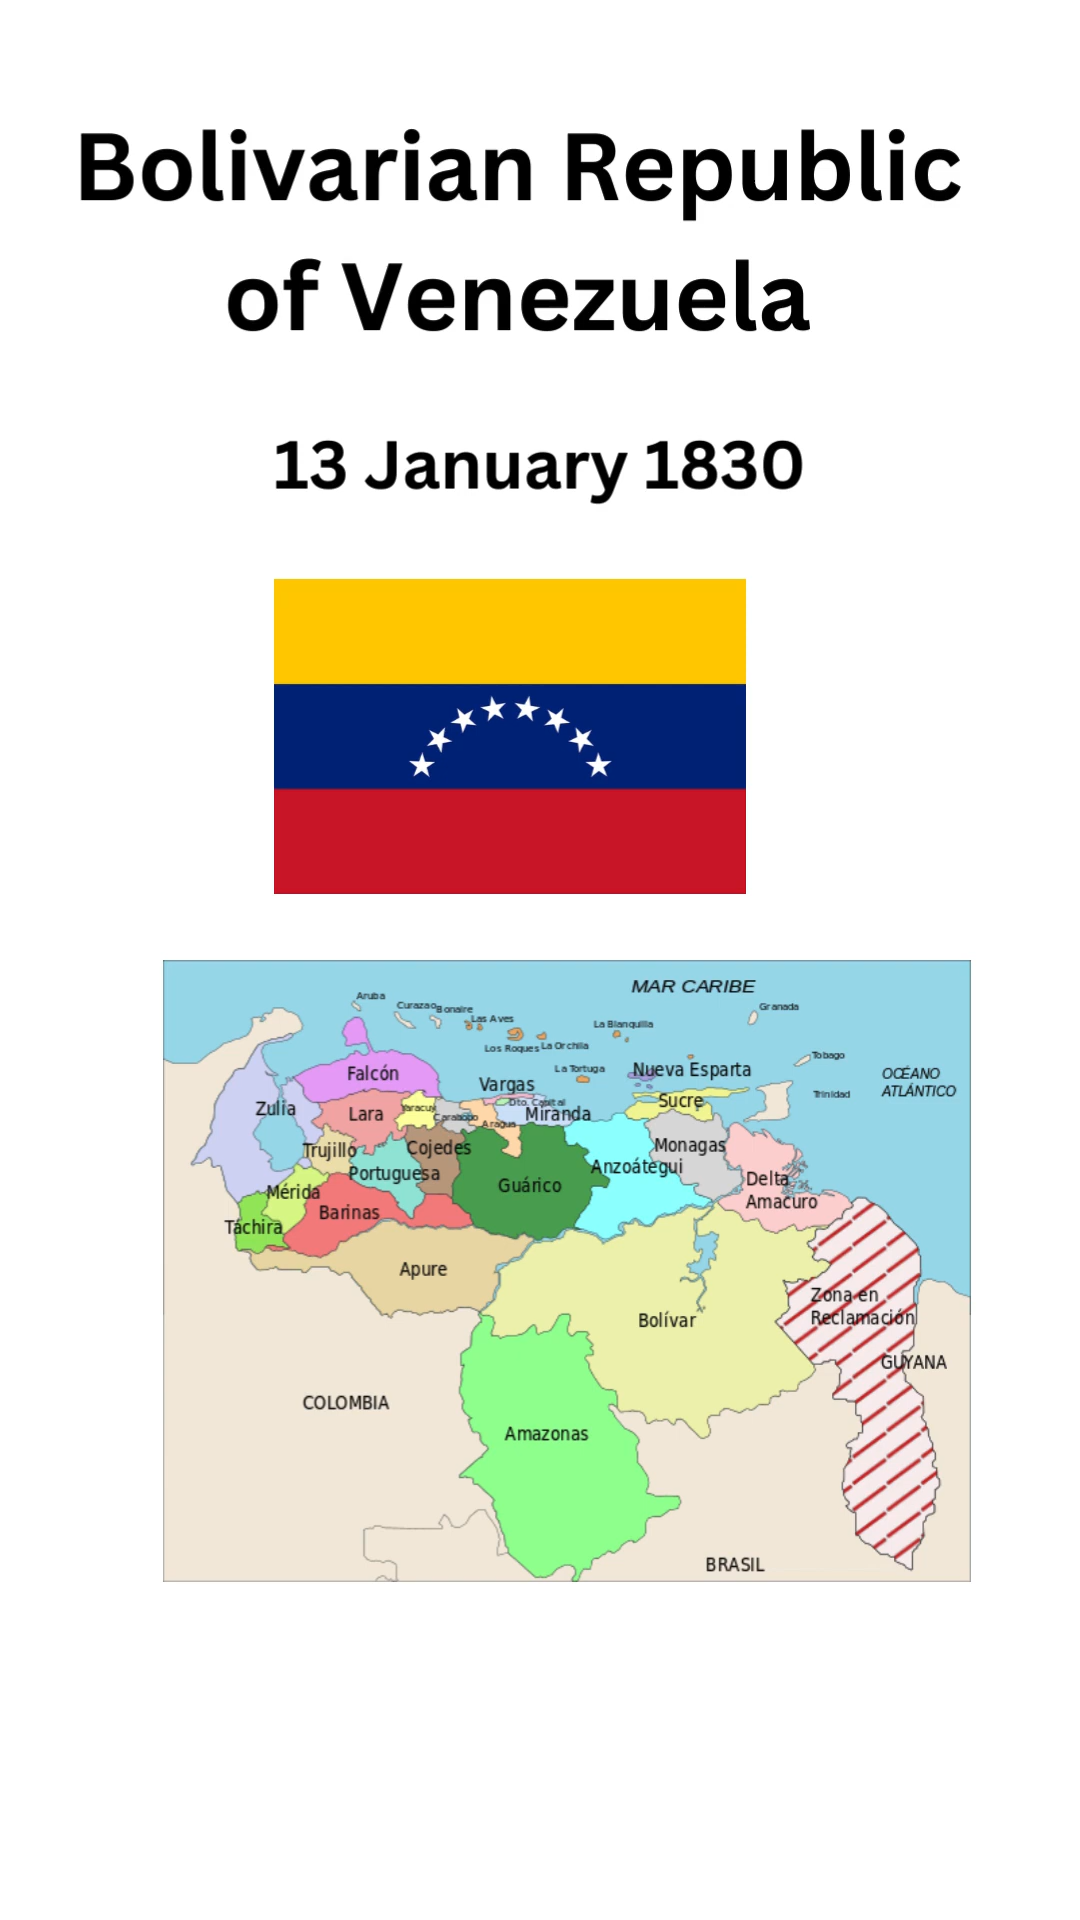 Bolivarian Republic
of Venezuela
13 January 1830
MAR CARIBE
Aruba
Curazao
Bonaire
Las Aves
Los Roques
La Orchila
La Blanquilla
Granada
La Tortuga
Nueva Esparta
Tobago
Trinidad
OCÉANO
ATLÁNTICO
Falcón
Vargas
Dto. Capital
Sucre
Zulia
Lara
Yaracuy
Carabobo
Aragua
Miranda
Trujillo
Cojedes
Portuguesa
Monagas
Anzoátegui
Guárico
Delta
Amacuro
Mérida
Barinas
Táchira
Apure
Bolívar
Zona en
Reclamación
GUYANA
COLOMBIA
Amazonas
BRASIL